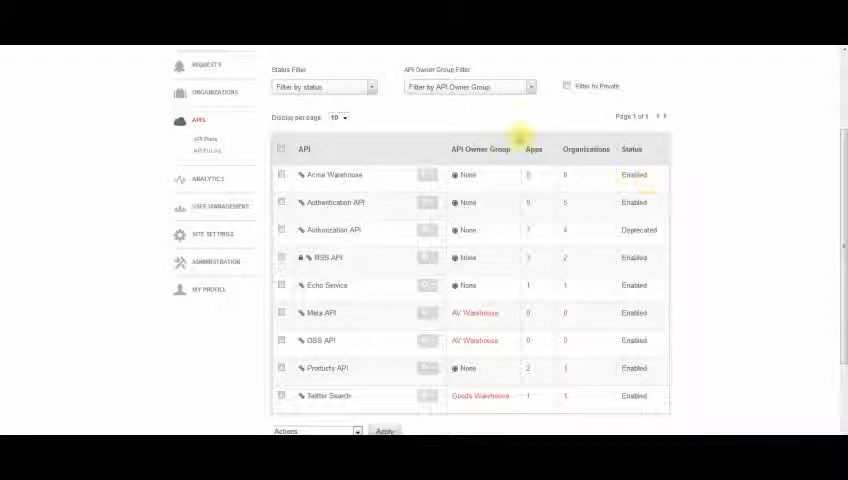 REQUESTS
ORGANIZATIONS
APIS
API Plans
ANALYTICS
USER MANAGEMENT
SITE SETTINGS
ADMINISTRATION
MY PROFILE
Status Filter API Owner Group Filter
Filter by status Filter by API Owner Group Filter by Private
Display per page 10 Page 1 of 1
API API Owner Group Apps Organizations Status
Acme Warehouse None 0 0 Enabled
Authentication API None 5 Enabled
Authorization API None 4 Deprecated
BSS API None 2 Enabled
Echo Service None 1 1 Enabled
Meta API AV Warehouse 0 0 Enabled
OSS API AV Warehouse 0 0 Enabled
Products API None 2 1 Enabled
Twitter Search Goods Warehouse 1 1 Enabled
Actions Apply